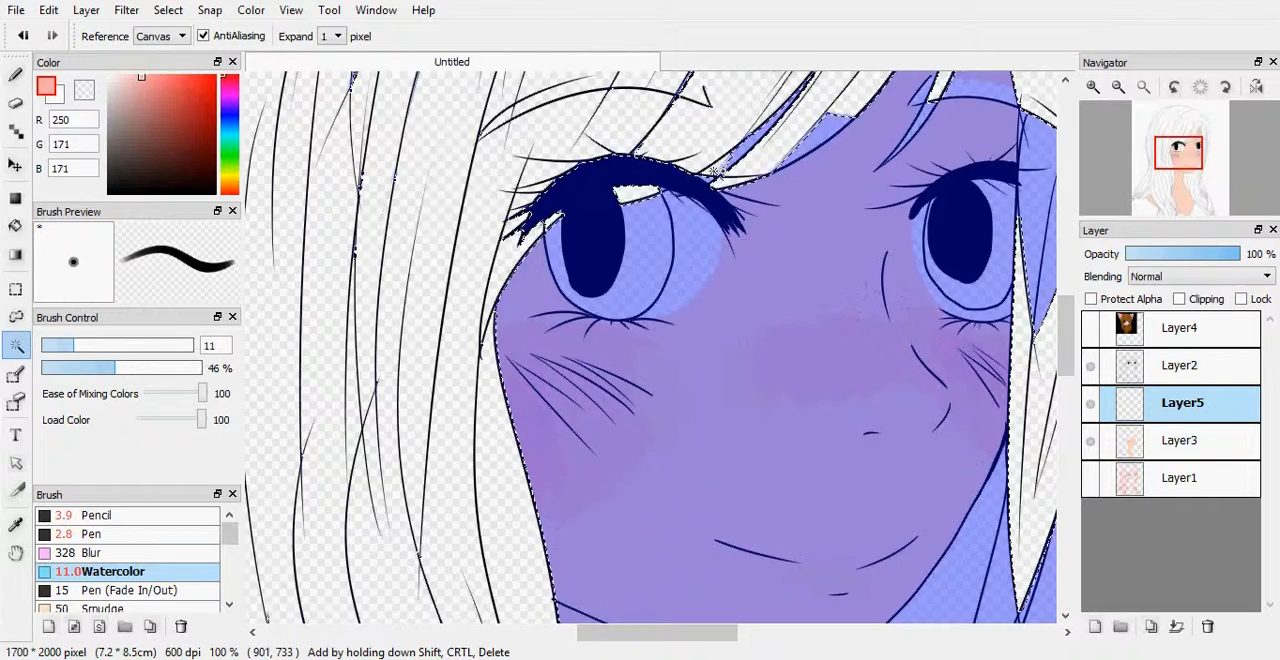 File Edit Layer Filter Select Snap Color View Tool Window Help
Reference Canvas AntiAliasing Expand 1 pixel
Color
Untitled
Navigator
R 250
G 171
B 171
Brush Preview
*
Layer
Opacity 100 %
Blending Normal
Protect Alpha Clipping Lock
Brush Control
11
46 %
Ease of Mixing Colors 100
Load Color 100
Layer4
Layer2
Layer5
Layer3
Layer1
Brush
3.9 Pencil
2.8 Pen
328 Blur
11.0 Watercolor
15 Pen (Fade In/Out)
50 Smudge
T
1700 * 2000 pixel (7.2 * 8.5cm) 600 dpi 100 % ( 901, 733 ) Add by holding down Shift, CRTL, Delete